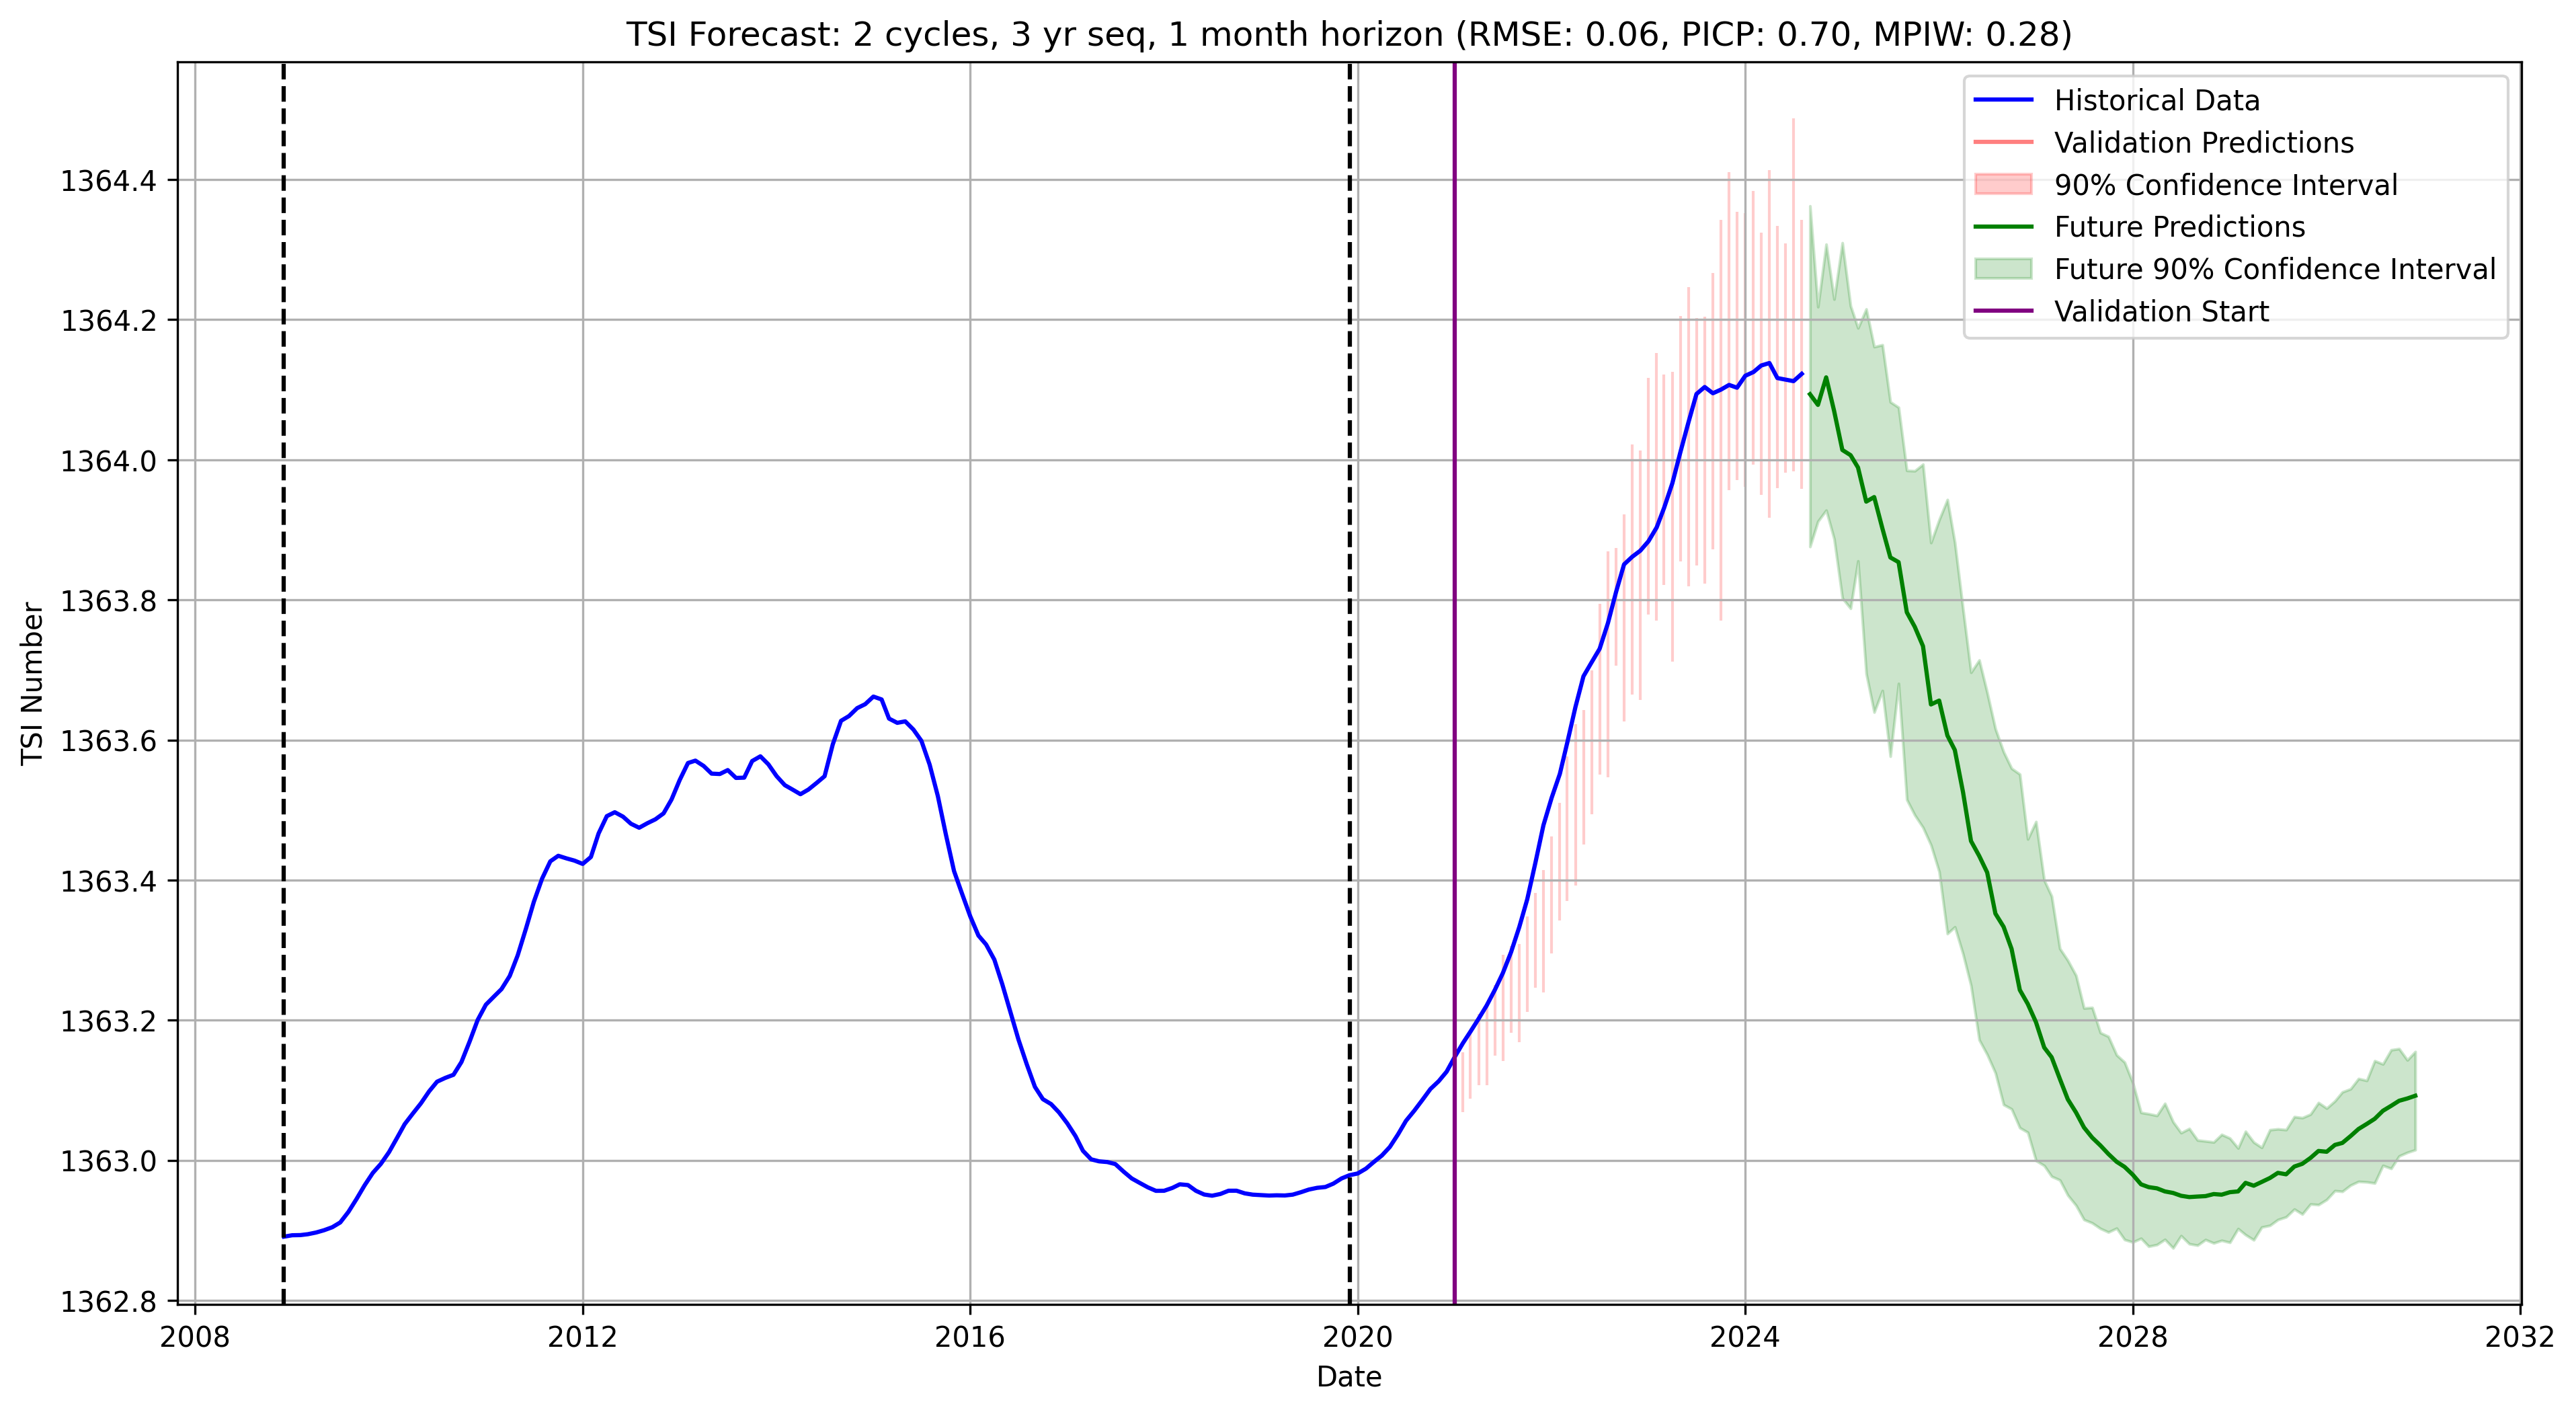 TSI Forecast: 2 cycles, 3 yr seq, 1 month horizon (RMSE: 0.06, PICP: 0.70, MPIW: 0.28)
Historical Data
Validation Predictions
90% Confidence Interval
Future Predictions
Future 90% Confidence Interval
Validation Start
TSI Number
1364.4
1364.2
1364.0
1363.8
1363.6
1363.4
1363.2
1363.0
1362.8
2008
2012
2016
2020
2024
2028
2032
Date